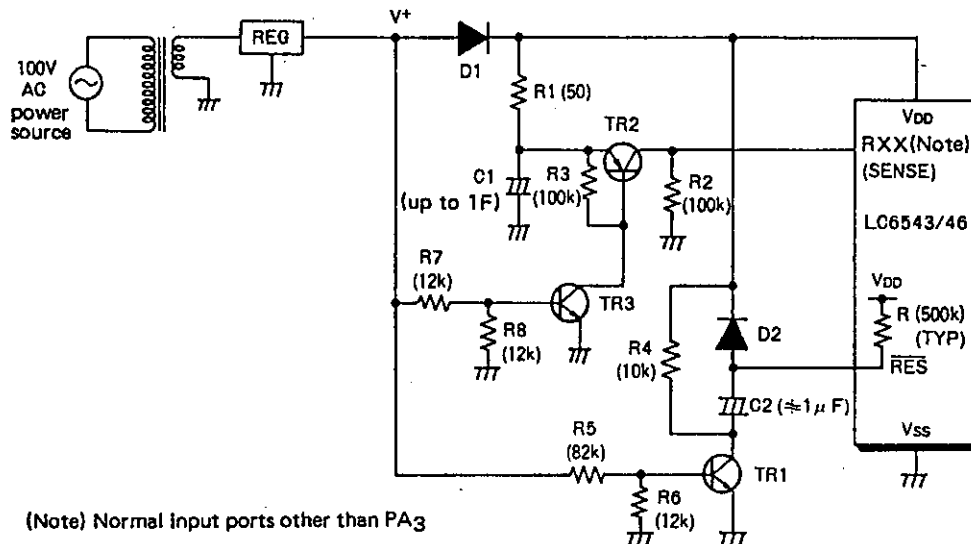 V+
REG
D1
100V
AC
power
source
R1 (50)
TR2
VDD
RXX(Note)
(SENSE)
C1
(up to 1F)
R3
(100k)
R2
(100k)
LC6543/46
R7
(12k)
TR3
VDD
R (500k)
(TYP)
R8
(12k)
R4
(10k)
D2
RES
C2 (≒1μF)
R5
(82k)
VSS
TR1
R6
(12k)
(Note) Normal input ports other than PA3